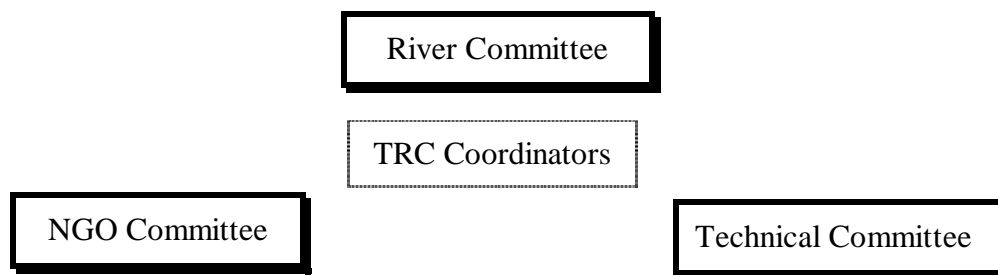 River Committee
TRC Coordinators
NGO Committee
Technical Committee